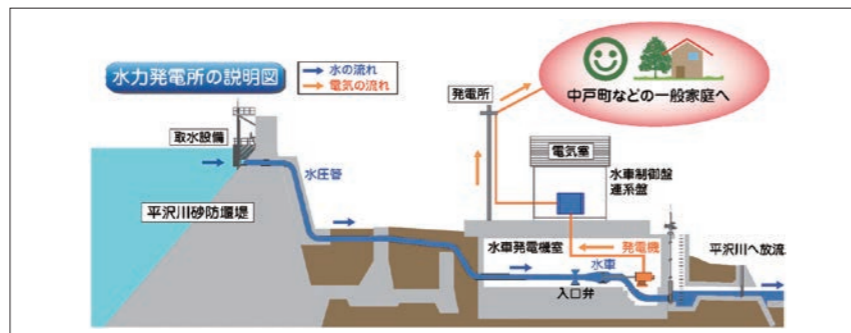 水力発電所の説明図
水の流れ
電気の流れ
中戸町などの一般家庭へ
発電所
取水設備
電気室
水車制御盤
連系盤
水圧管
平沢川砂防堰堤
水車発電機室
発電機
平沢川へ放流
水車
入口弁